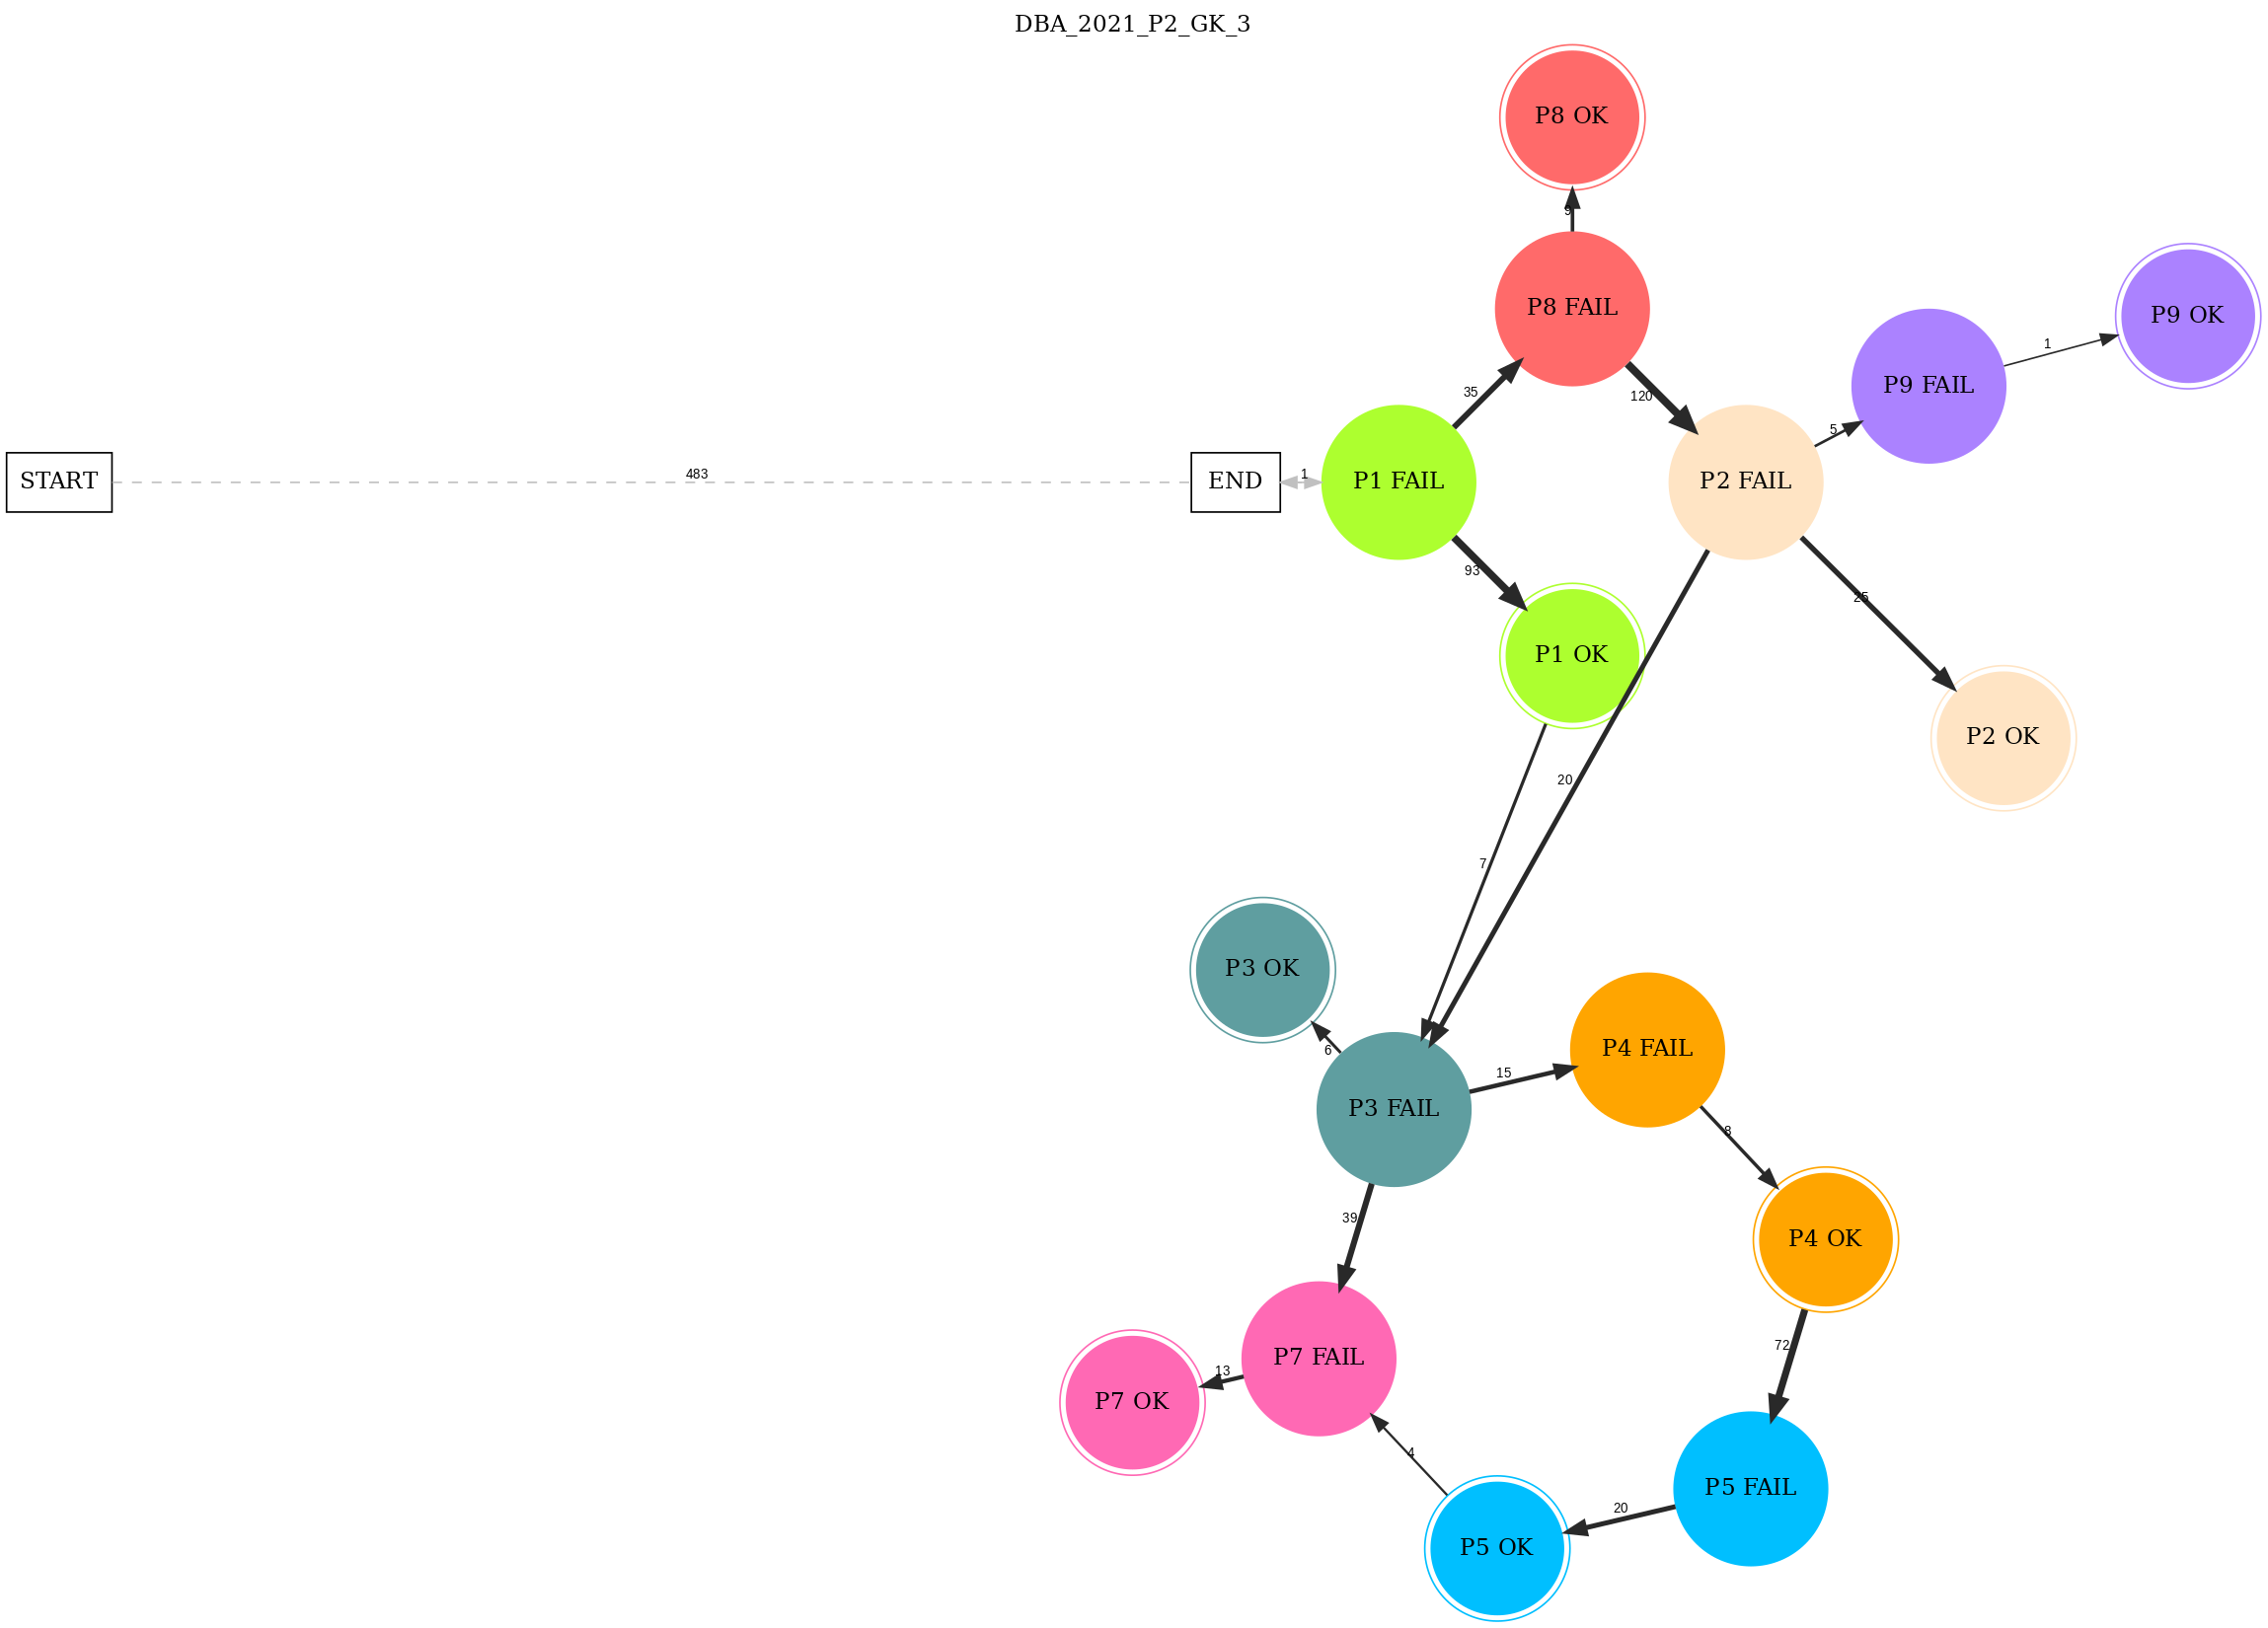 DBA_2021_P2_GK_3
P8 OK
9
P8 FAIL
P9 OK
1
P9 FAIL
35
120
5
START
483
END
1
P1 FAIL
P2 FAIL
93
25
P1 OK
P2 OK
20
7
P3 OK
P4 FAIL
6
15
P3 FAIL
8
39
P4 OK
72
P7 FAIL
13
P7 OK
4
P5 FAIL
20
P5 OK